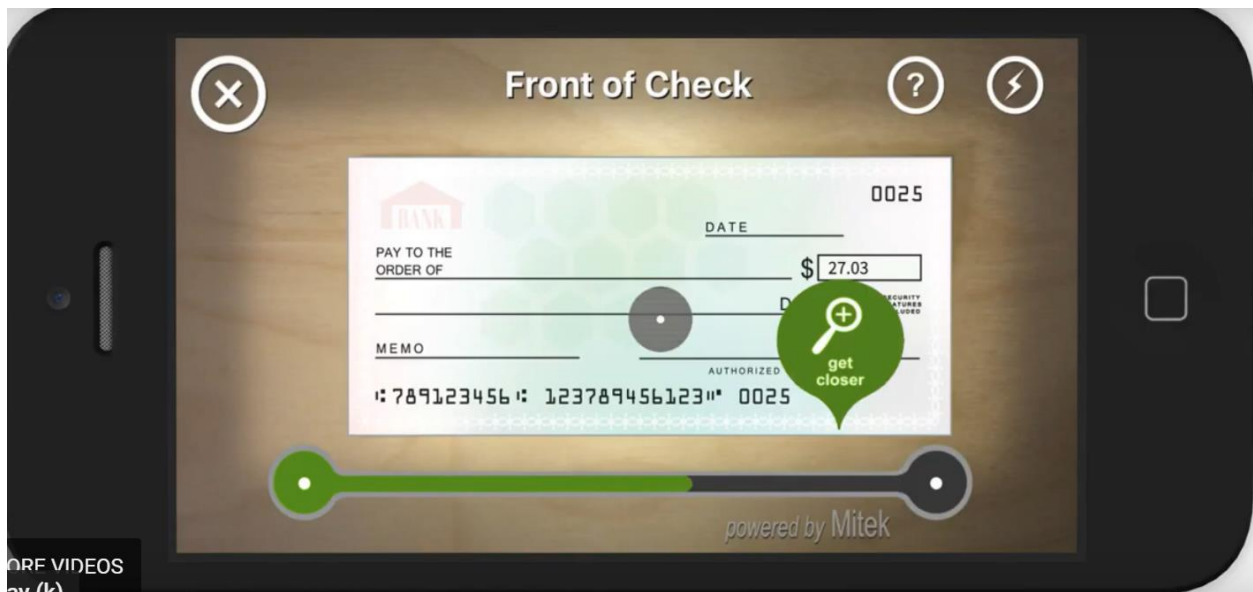 Front of Check
?
BANK
0025
DATE
PAY TO THE
ORDER OF
$ 27.03
D
MEMO
AUTHORIZED
get
closer
⑆789123456⑆ 123789456123⑈ 0025
powered by Mitek
ORE VIDEOS
ay (k)